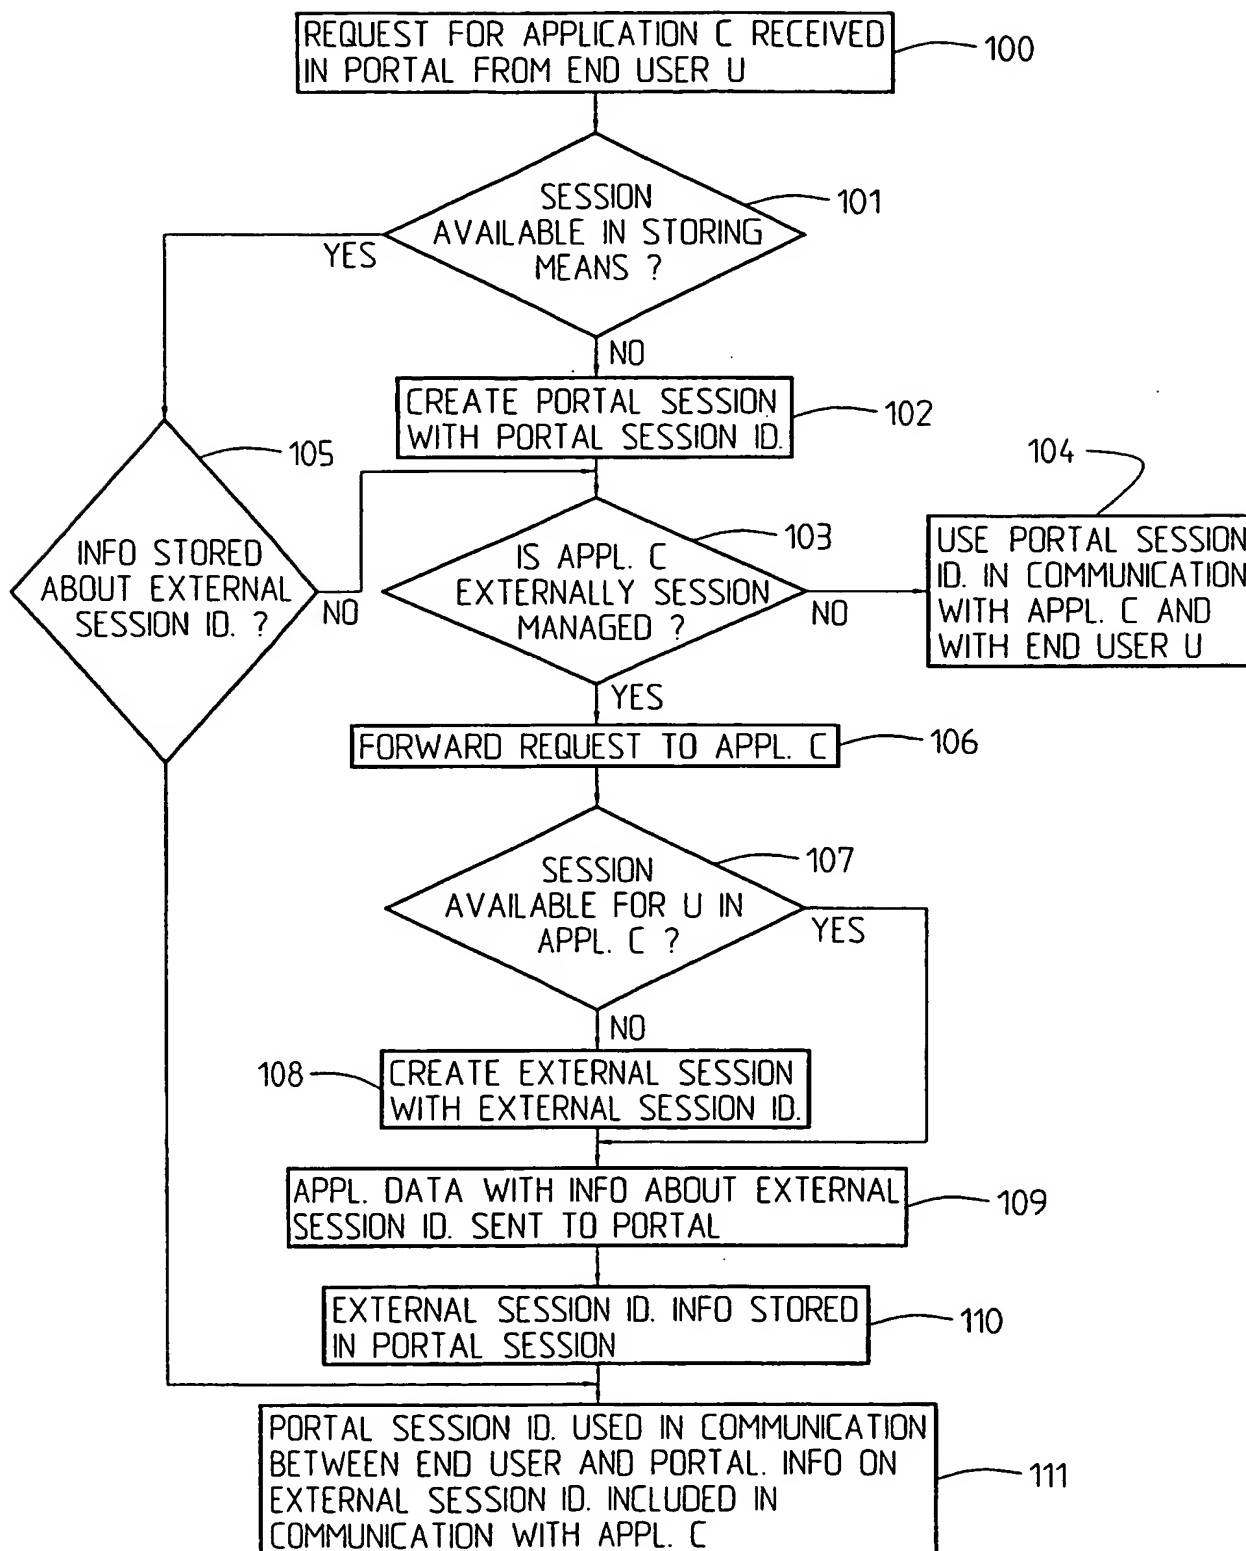 REQUEST FOR APPLICATION C RECEIVED
IN PORTAL FROM END USER U
100
SESSION
AVAILABLE IN STORING
MEANS ?
101
YES
NO
CREATE PORTAL SESSION
WITH PORTAL SESSION ID.
102
105
INFO STORED
ABOUT EXTERNAL
SESSION ID. ?
NO
IS APPL. C
EXTERNALLY SESSION
MANAGED ?
103
NO
104
USE PORTAL SESSION
ID. IN COMMUNICATION
WITH APPL. C AND
WITH END USER U
YES
FORWARD REQUEST TO APPL. C
106
SESSION
AVAILABLE FOR U IN
APPL. C ?
107
YES
NO
108
CREATE EXTERNAL SESSION
WITH EXTERNAL SESSION ID.
APPL. DATA WITH INFO ABOUT EXTERNAL
SESSION ID. SENT TO PORTAL
109
EXTERNAL SESSION ID. INFO STORED
IN PORTAL SESSION
110
PORTAL SESSION ID. USED IN COMMUNICATION
BETWEEN END USER AND PORTAL. INFO ON
EXTERNAL SESSION ID. INCLUDED IN
COMMUNICATION WITH APPL. C
111